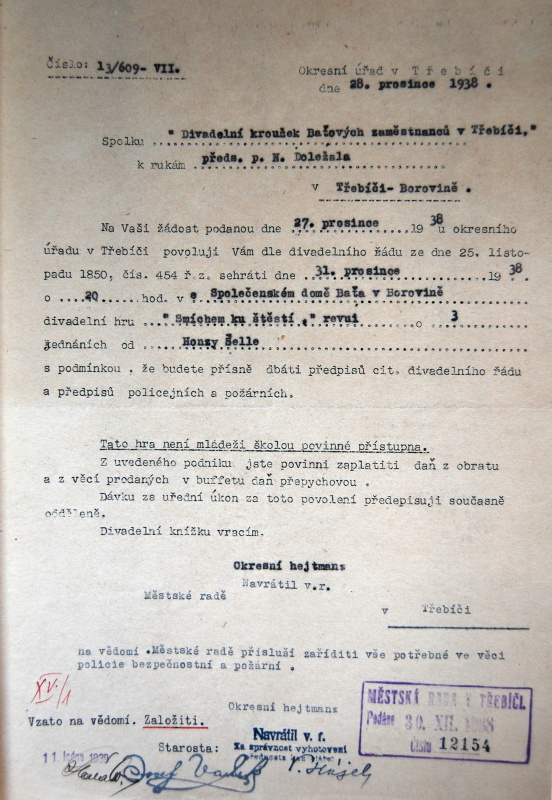 Číslo: 13/609- VII.
Okresní úřad v Třebíči
dne 28. prosince 1938 .
Spolku " Divadelní kroužek Baťových zaměstnanců v Třebíči,"
k rukám předs. p. N. Doležala
v Třebíči- Borovině .
Na Vaši žádost podanou dne 27. prosince 19 38 u okresního
úřadu v Třebíči povoluji Vám dle divadelního řádu ze dne 25. listo-
padu 1850, čís. 454 ř.z. sehráti dne 31. prosince 19 38.
o 20 hod. v e Společenském domě Baťa v Borovině
divadelní hru " Smíchem ku štěstí ," revui o 3
jednáních od Honzy Šelle
s podmínkou , že budete přísně dbáti předpisů cit. divadelního řádu
a předpisů policejních a požárních.
Tato hra není mládeži školou povinné přístupna.
Z uvedeného podniku jste povinni zaplatiti daň z obratu
a z věcí prodaných v buffetu daň přepychovou .
Dávku za uřední úkon za toto povolení předepisuji současně
odděleně.
Divadelní knížku vracím.
Okresní hejtman:
Navrátil v.r.
Městské radě
v Třebíči
na vědomí .Městské radě přísluší zaříditi vše potřebné ve věci
policie bezpečnostní a požární .
XV/1
Okresní hejtman:
MĚSTSKÁ RADA V TŘEBÍČI.
Podáno 30. XII. 1938
Číslo 12154
Vzato na vědomí. Založiti.
Navrátil v. r.
Za správnost vyhotovení
Starosta: